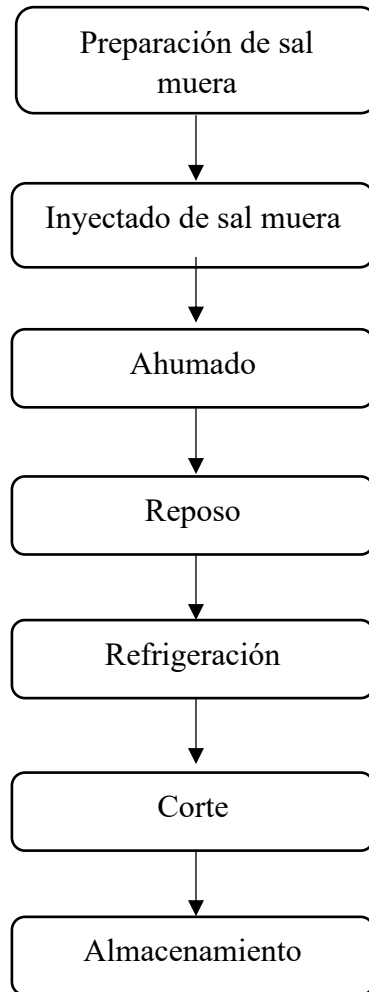 Preparación de sal
muera
Inyectado de sal muera
Ahumado
Reposo
Refrigeración
Corte
Almacenamiento